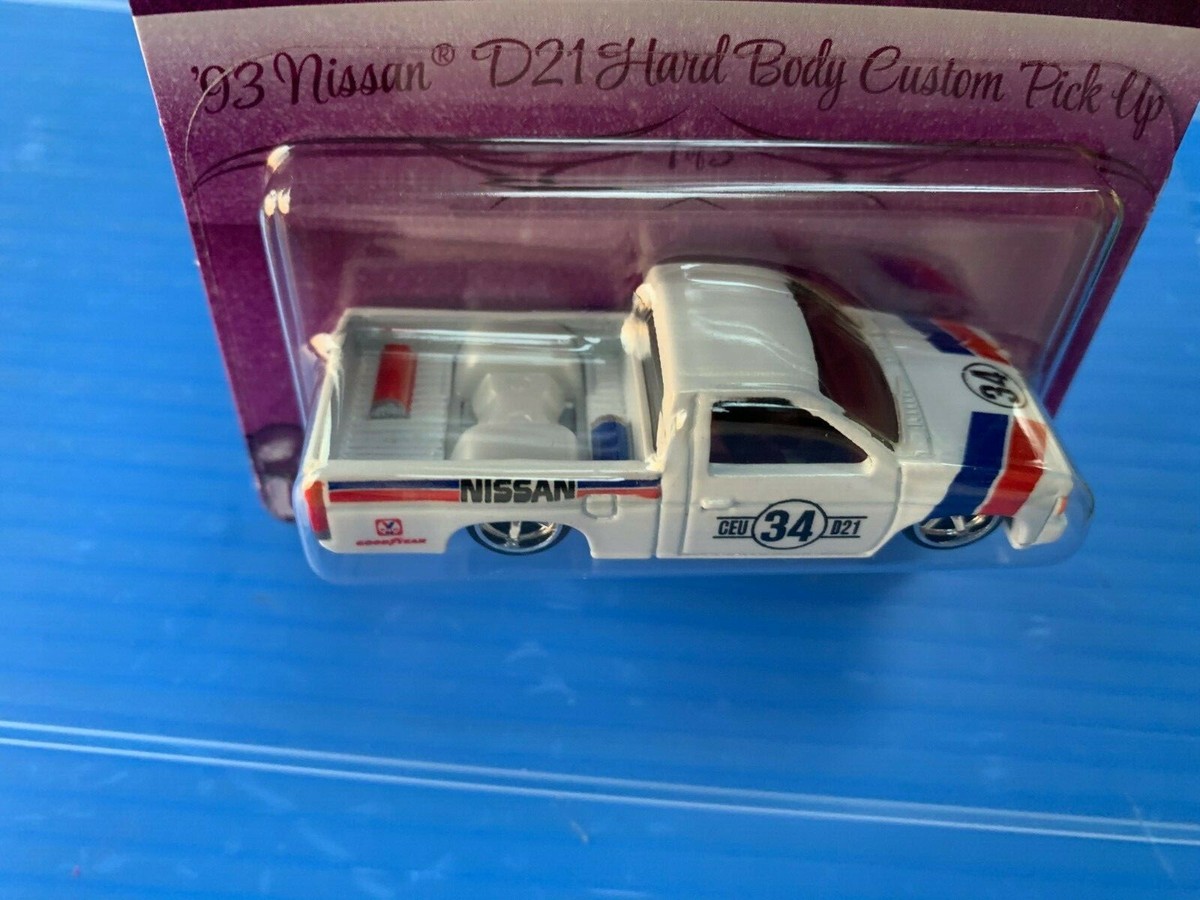 '93 Nissan® D21 Hard Body Custom Pick Up
34
NISSAN
GOODYEAR
CEU 34 D21